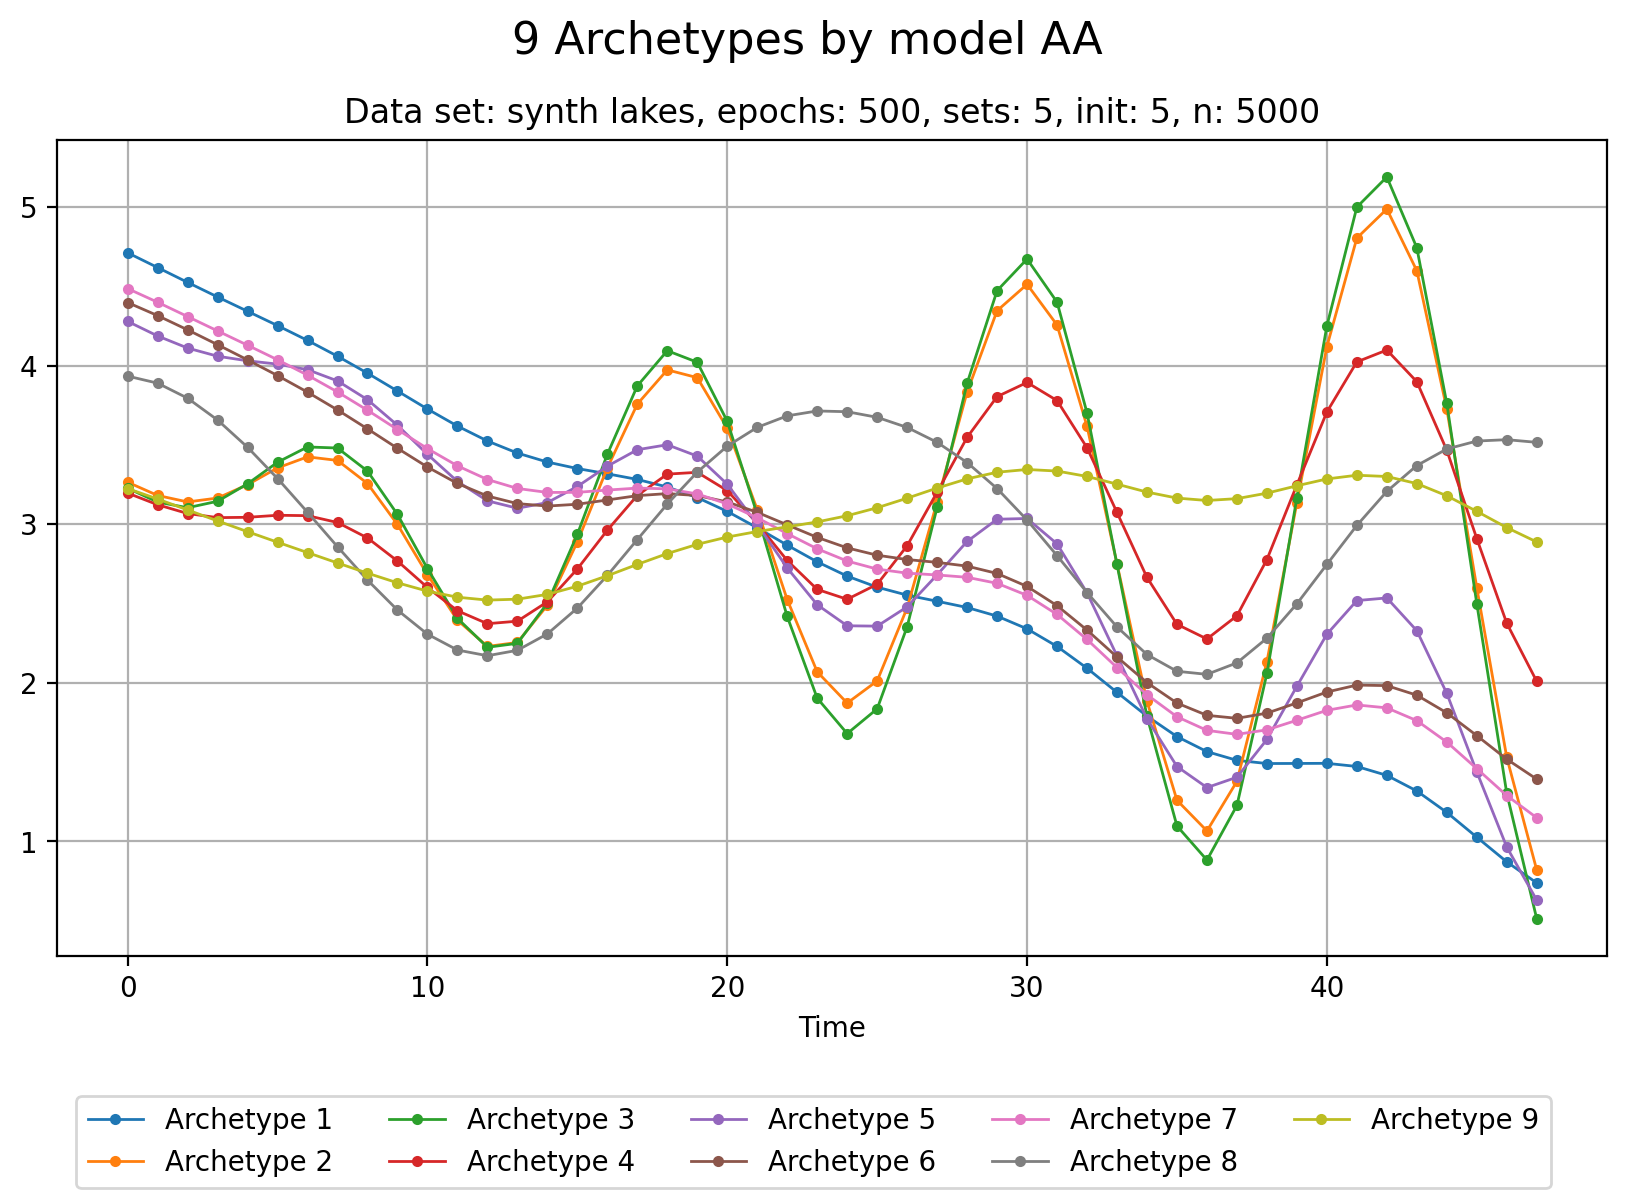 9 Archetypes by model AA
Data set: synth lakes, epochs: 500, sets: 5, init: 5, n: 5000
5
4
3
2
1
0 10 20 30 40
Time
Archetype 1 Archetype 3 Archetype 5 Archetype 7 Archetype 9
Archetype 2 Archetype 4 Archetype 6 Archetype 8